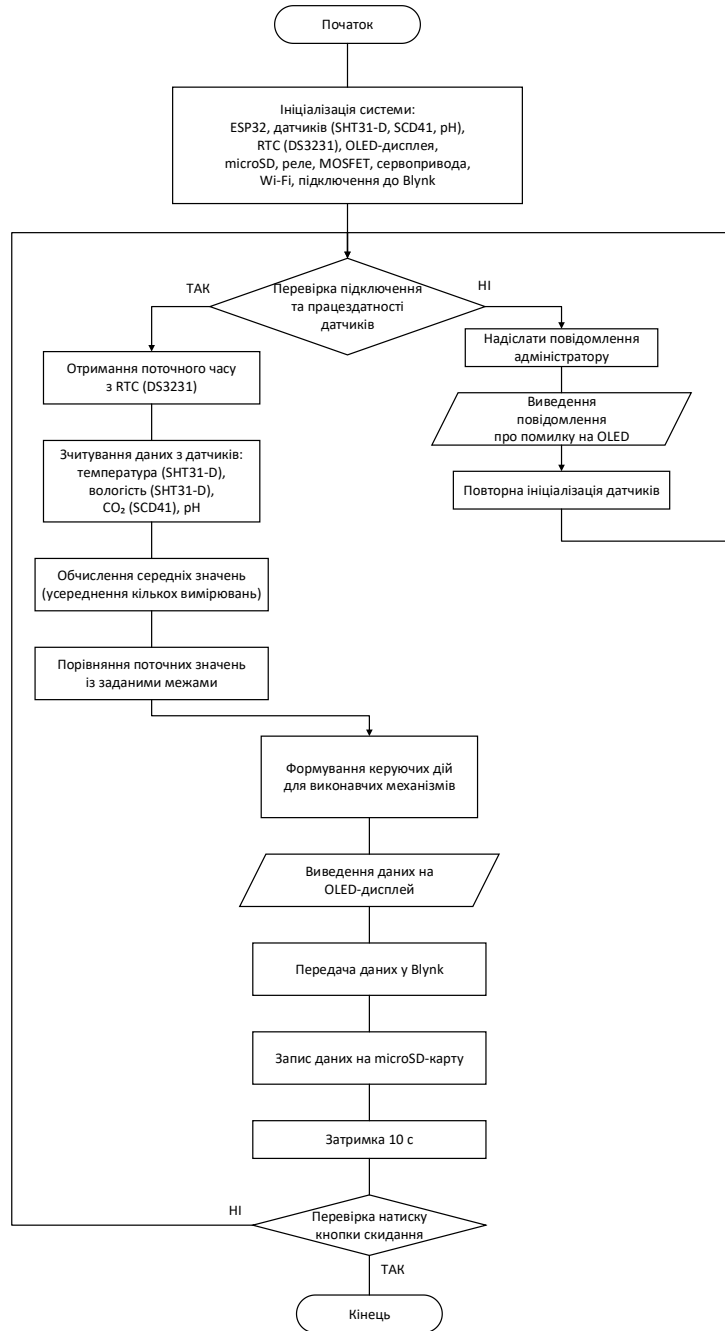 Початок
Ініціалізація системи:
ESP32, датчиків (SHT31-D, SCD41, pH),
RTC (DS3231), OLED-дисплея,
microSD, реле, MOSFET, сервопривода,
Wi-Fi, підключення до Blynk
Перевірка підключення
та працездатності
датчиків
ТАК
НІ
Отримання поточного часу
з RTC (DS3231)
Зчитування даних з датчиків:
температура (SHT31-D),
вологість (SHT31-D),
CO₂ (SCD41), pH
Обчислення середніх значень
(усереднення кількох вимірювань)
Порівняння поточних значень
із заданими межами
Надіслати повідомлення
адміністратору
Виведення
повідомлення
про помилку на OLED
Повторна ініціалізація датчиків
Формування керуючих дій
для виконавчих механізмів
Виведення даних на
OLED-дисплей
Передача даних у Blynk
Запис даних на microSD-карту
Затримка 10 с
Перевірка натиску
кнопки скидання
НІ
ТАК
Кінець